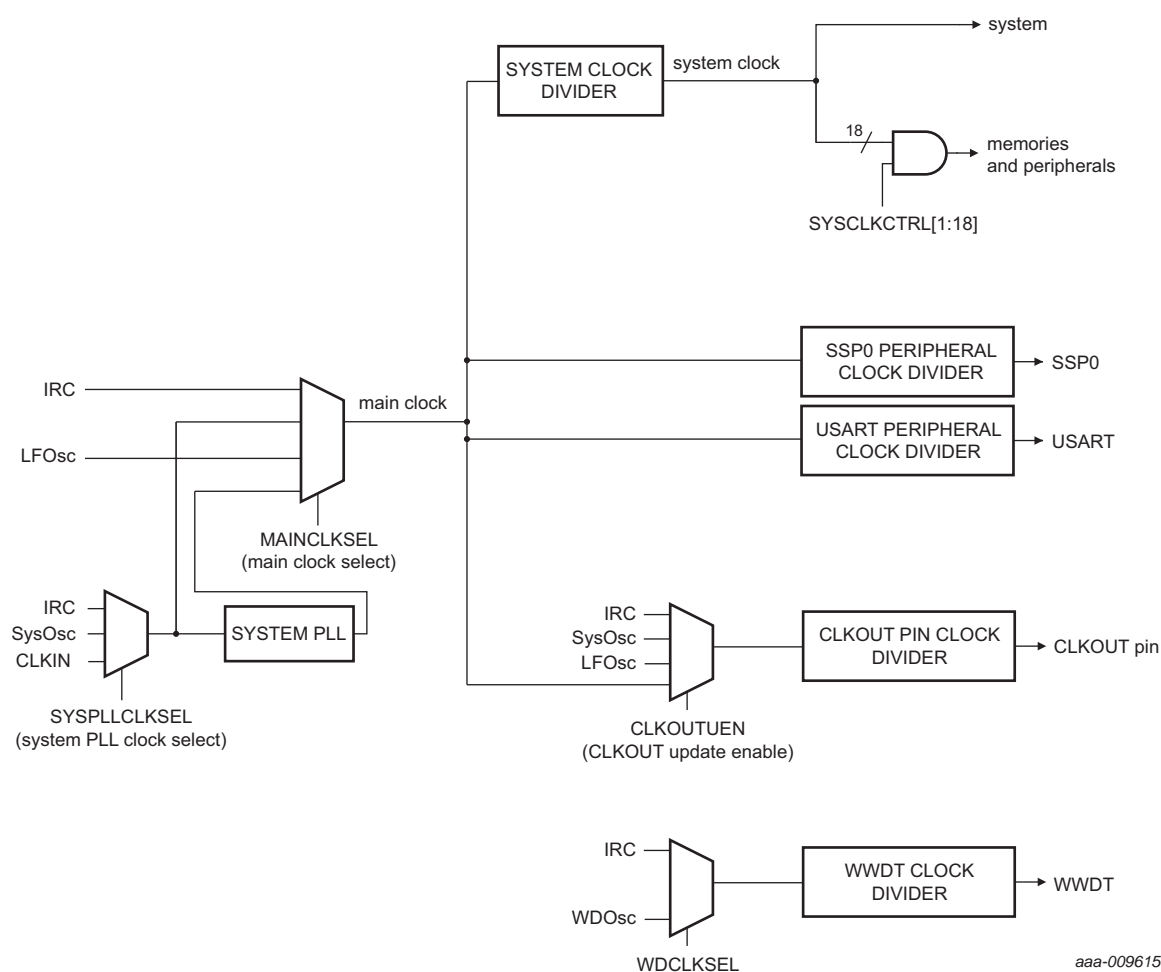 system
SYSTEM CLOCK
DIVIDER
system clock
18
memories
and peripherals
SYSCLKCTRL[1:18]
SSP0 PERIPHERAL
CLOCK DIVIDER
SSP0
IRC
main clock
USART PERIPHERAL
CLOCK DIVIDER
USART
LFOsc
MAINCLKSEL
(main clock select)
IRC
SysOsc
CLKIN
SYSTEM PLL
SYSPLLCLKSEL
(system PLL clock select)
IRC
SysOsc
LFOsc
CLKOUT PIN CLOCK
DIVIDER
CLKOUT pin
CLKOUTUEN
(CLKOUT update enable)
IRC
WDOsc
WWDT CLOCK
DIVIDER
WWDT
WDCLKSEL
aaa-009615